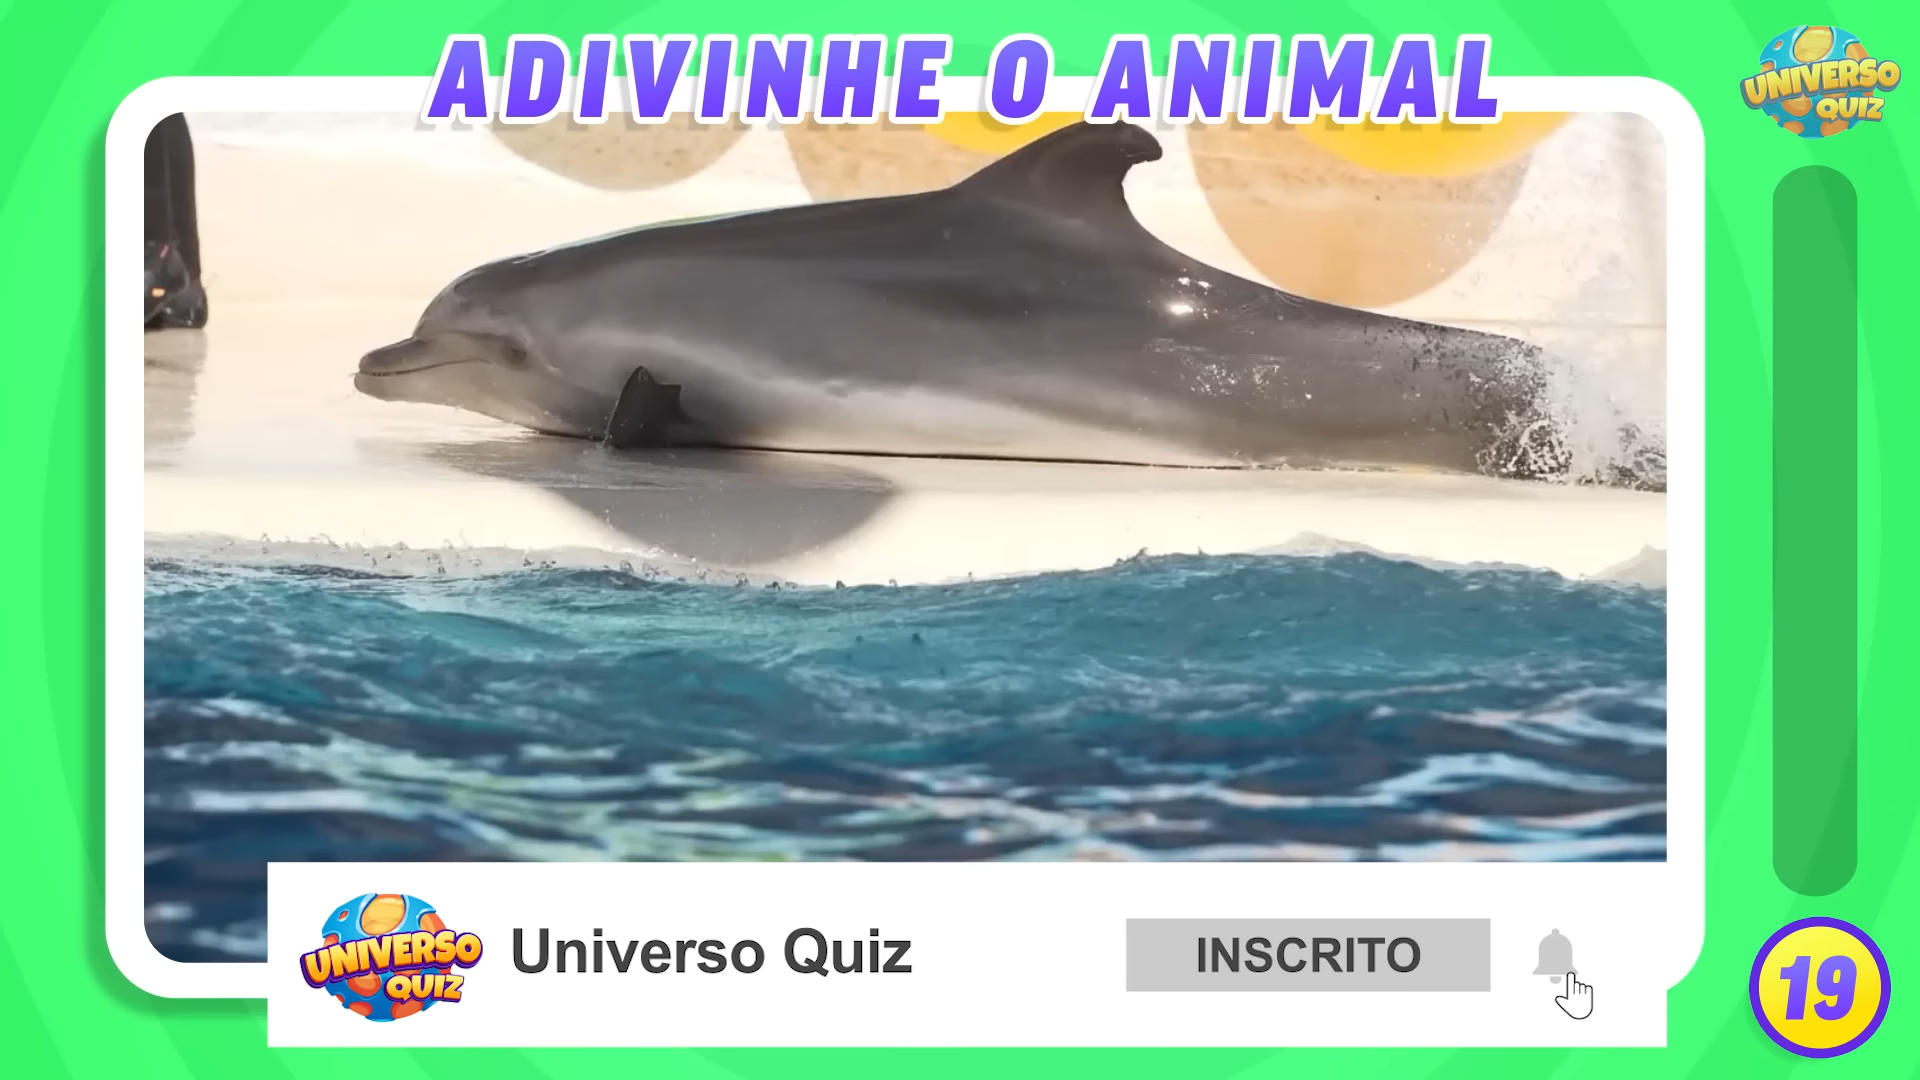 ADIVINHE O ANIMAL
UNIVERSO
QUIZ
UNIVERSO
QUIZ
Universo Quiz
INSCRITO
19